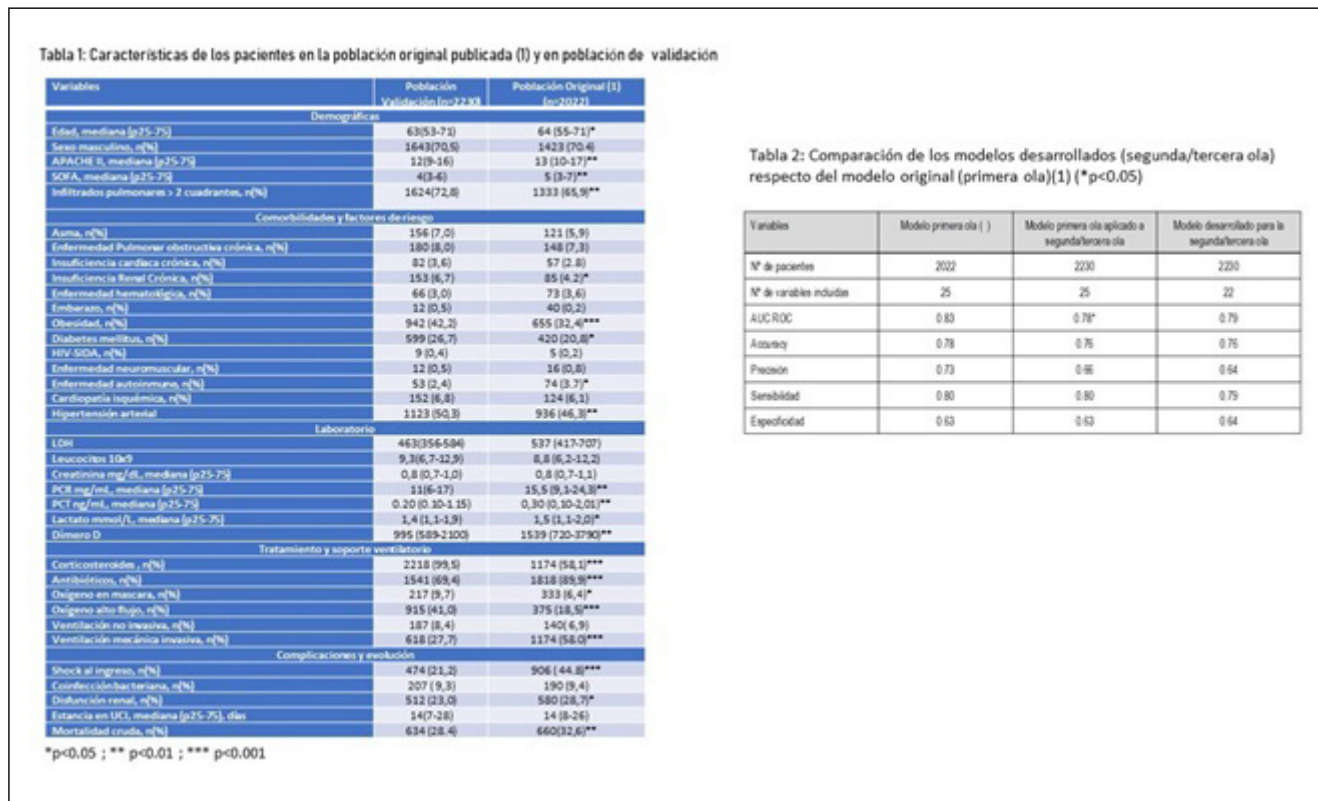 Tabla 1: Características de los pacientes en la población original publicada (1) y en población de validación
Variables Población Validación (n=2230) Población Original (1) (n=2022)
Demográficas
Edad, mediana (p25-75) 63(53-71) 64 (55-71)*
Sexo masculino, n(%) 1643(70,5) 1423 (70.4)
APACHE II, mediana (p25-75) 12(9-16) 13 (10-17)**
SOFA, mediana (p25-75) 4(3-6) 5 (3-7)**
Infiltrados pulmonares > 2 cuadrantes, n(%) 1624(72,8) 1333 (65,9)**
Comorbilidades y factores de riesgo
Asma, n(%) 156 (7,0) 121 (5,9)
Enfermedad Pulmonar obstructiva crónica, n(%) 180 (8,0) 148 (7,3)
Insuficiencia cardiaca crónica, n(%) 82 (3,6) 57 (2.8)
Insuficiencia Renal Crónica, n(%) 153 (6,7) 85 (4.2)*
Enfermedad hematológica, n(%) 66 (3,0) 73 (3,6)
Embarazo, n(%) 12 (0,5) 40 (0,2)
Obesidad, n(%) 942 (42,2) 655 (32,4)***
Diabetes mellitus, n(%) 599 (26,7) 420 (20,8)*
HIV-SIDA, n(%) 9 (0,4) 5 (0,2)
Enfermedad neuromuscular, n(%) 12 (0,5) 16 (0,8)
Enfermedad autoinmune, n(%) 53 (2,4) 74 (3.7)*
Cardiopatía isquémica, n(%) 152 (6,8) 124 (6,1)
Hipertensión arterial 1123 (50,3) 936 (46,3)**
Laboratorio
LDH 463(356-584) 537 (417-707)
Leucocitos 10x9 9,3(6,7-12,9) 8,8 (6,2-12,2)
Creatinina mg/dL, mediana (p25-75) 0,8 (0,7-1,0) 0,8 (0,7-1,1)
PCR mg/mL, mediana (p25-75) 11(6-17) 15,5 (9,1-24,3)**
PCT ng/mL, mediana (p25-75) 0.20 (0.10-1.15) 0,30 (0,10-2,01)**
Lactato mmol/L, mediana (p25-75) 1,4 (1,1-1,9) 1,5 (1,1-2,0)*
Dímero D 995 (589-2100) 1539 (720-3790)**
Tratamiento y soporte ventilatorio
Corticosteroides , n(%) 2218 (99,5) 1174 (58,1)***
Antibióticos, n(%) 1541 (69,4) 1818 (89,9)***
Oxígeno en mascara, n(%) 217 (9,7) 333 (6,4)*
Oxígeno alto flujo, n(%) 915 (41,0) 375 (18,5)***
Ventilación no invasiva, n(%) 187 (8,4) 140( 6,9)
Ventilación mecánica invasiva, n(%) 618 (27,7) 1174 (58.0)***
Complicaciones y evolución
Shock al ingreso, n(%) 474 (21,2) 906 ( 44.8)***
Coinfección bacteriana, n(%) 207 ( 9,3) 190 (9,4)
Disfunción renal, n(%) 512 (23,0) 580 (28,7)*
Estancia en UCI, mediana (p25-75), días 14(7-28) 14 (8-26)
Mortalidad cruda, n(%) 634 (28.4) 660(32,6)**
*p<0.05 ; ** p<0.01 ; *** p<0.001
Tabla 2: Comparación de los modelos desarrollados (segunda/tercera ola)
respecto del modelo original (primera ola)(1) (*p<0.05)
Variables Modelo primera ola ( ) Modelo primera ola aplicado a segunda/tercera ola Modelo desarrollado para la segunda/tercera ola
Nº de pacientes 2022 2230 2230
Nº de variables incluidas 25 25 22
AUC ROC 0.83 0.78* 0.79
Accuracy 0.78 0.76 0.76
Precisión 0.73 0.66 0.64
Sensibilidad 0.80 0.80 0.79
Especificidad 0.63 0.63 0.64